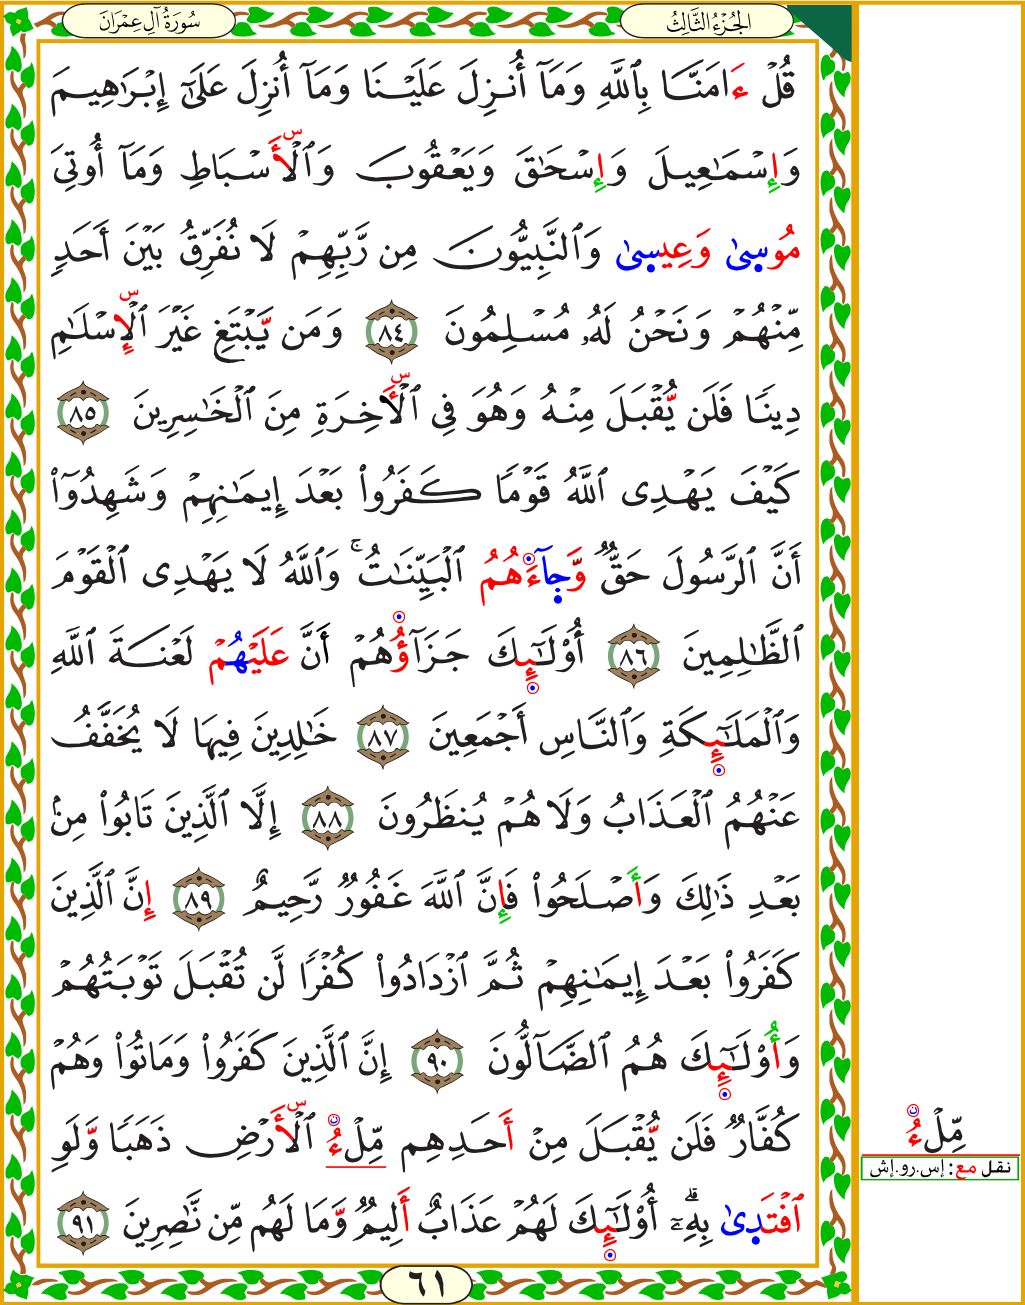 سُورَةُ آلِ عِمْرَانَ
الجُزْءُ الثَّالِثُ
قُلْ ءَامَنَّا بِٱللَّهِ وَمَآ أُنزِلَ عَلَيْنَا وَمَآ أُنزِلَ عَلَىٰٓ إِبْرَٰهِيمَ
وَإِسْمَٰعِيلَ وَإِسْحَٰقَ وَيَعْقُوبَ وَٱلْأَسْبَاطِ وَمَآ أُوتِىَ
مُوسِىٰ وَعِيسِىٰ وَٱلنَّبِيُّونَ مِن رَّبِّهِمْ لَا نُفَرِّقُ بَيْنَ أَحَدٍ
مِّنْهُمْ وَنَحْنُ لَهُۥ مُسْلِمُونَ ٨٤ وَمَن يَّبْتَغِ غَيْرَ ٱلْإِسْلَٰمِ
دِينًا فَلَن يُّقْبَلَ مِنْهُ وَهُوَ فِى ٱلْأَخِرَةِ مِنَ ٱلْخَٰسِرِينَ ٨٥
كَيْفَ يَهْدِى ٱللَّهُ قَوْمًا كَفَرُوا۟ بَعْدَ إِيمَٰنِهِمْ وَشَهِدُوٓا۟
أَنَّ ٱلرَّسُولَ حَقٌّ وَّجِآءَهُمُ ٱلْبَيِّنَٰتُ ۚ وَٱللَّهُ لَا يَهْدِى ٱلْقَوْمَ
ٱلظَّٰلِمِينَ ٨٦ أُو۟لَٰٓئِكَ جَزَآؤُهُمْ أَنَّ عَلَيْهُمْ لَعْنَةَ ٱللَّهِ
وَٱلْمَلَٰٓئِكَةِ وَٱلنَّاسِ أَجْمَعِينَ ٨٧ خَٰلِدِينَ فِيهَا لَا يُخَفَّفُ
عَنْهُمُ ٱلْعَذَابُ وَلَا هُمْ يُنظَرُونَ ٨٨ إِلَّا ٱلَّذِينَ تَابُوا۟ مِنۢ
بَعْدِ ذَٰلِكَ وَأَصْلَحُوا۟ فَإِنَّ ٱللَّهَ غَفُورٌ رَّحِيمٌ ٨٩ إِنَّ ٱلَّذِينَ
كَفَرُوا۟ بَعْدَ إِيمَٰنِهِمْ ثُمَّ ٱزْدَادُوا۟ كُفْرًا لَّن تُقْبَلَ تَوْبَتُهُمْ
وَأُو۟لَٰٓئِكَ هُمُ ٱلضَّآلُّونَ ٩٠ إِنَّ ٱلَّذِينَ كَفَرُوا۟ وَمَاتُوا۟ وَهُمْ
كُفَّارٌ فَلَن يُّقْبَلَ مِنْ أَحَدِهِم مِّلْءُ ٱلْأَرْضِ ذَهَبًا وَّلَوِ
ٱفْتَدِىٰ بِهِۦٓ ۗ أُو۟لَٰٓئِكَ لَهُمْ عَذَابٌ أَلِيمٌ وَّمَا لَهُم مِّن نَّٰصِرِينَ ٩١
مِّلْءُ
نقل مع: إس.رو.إش
٦١